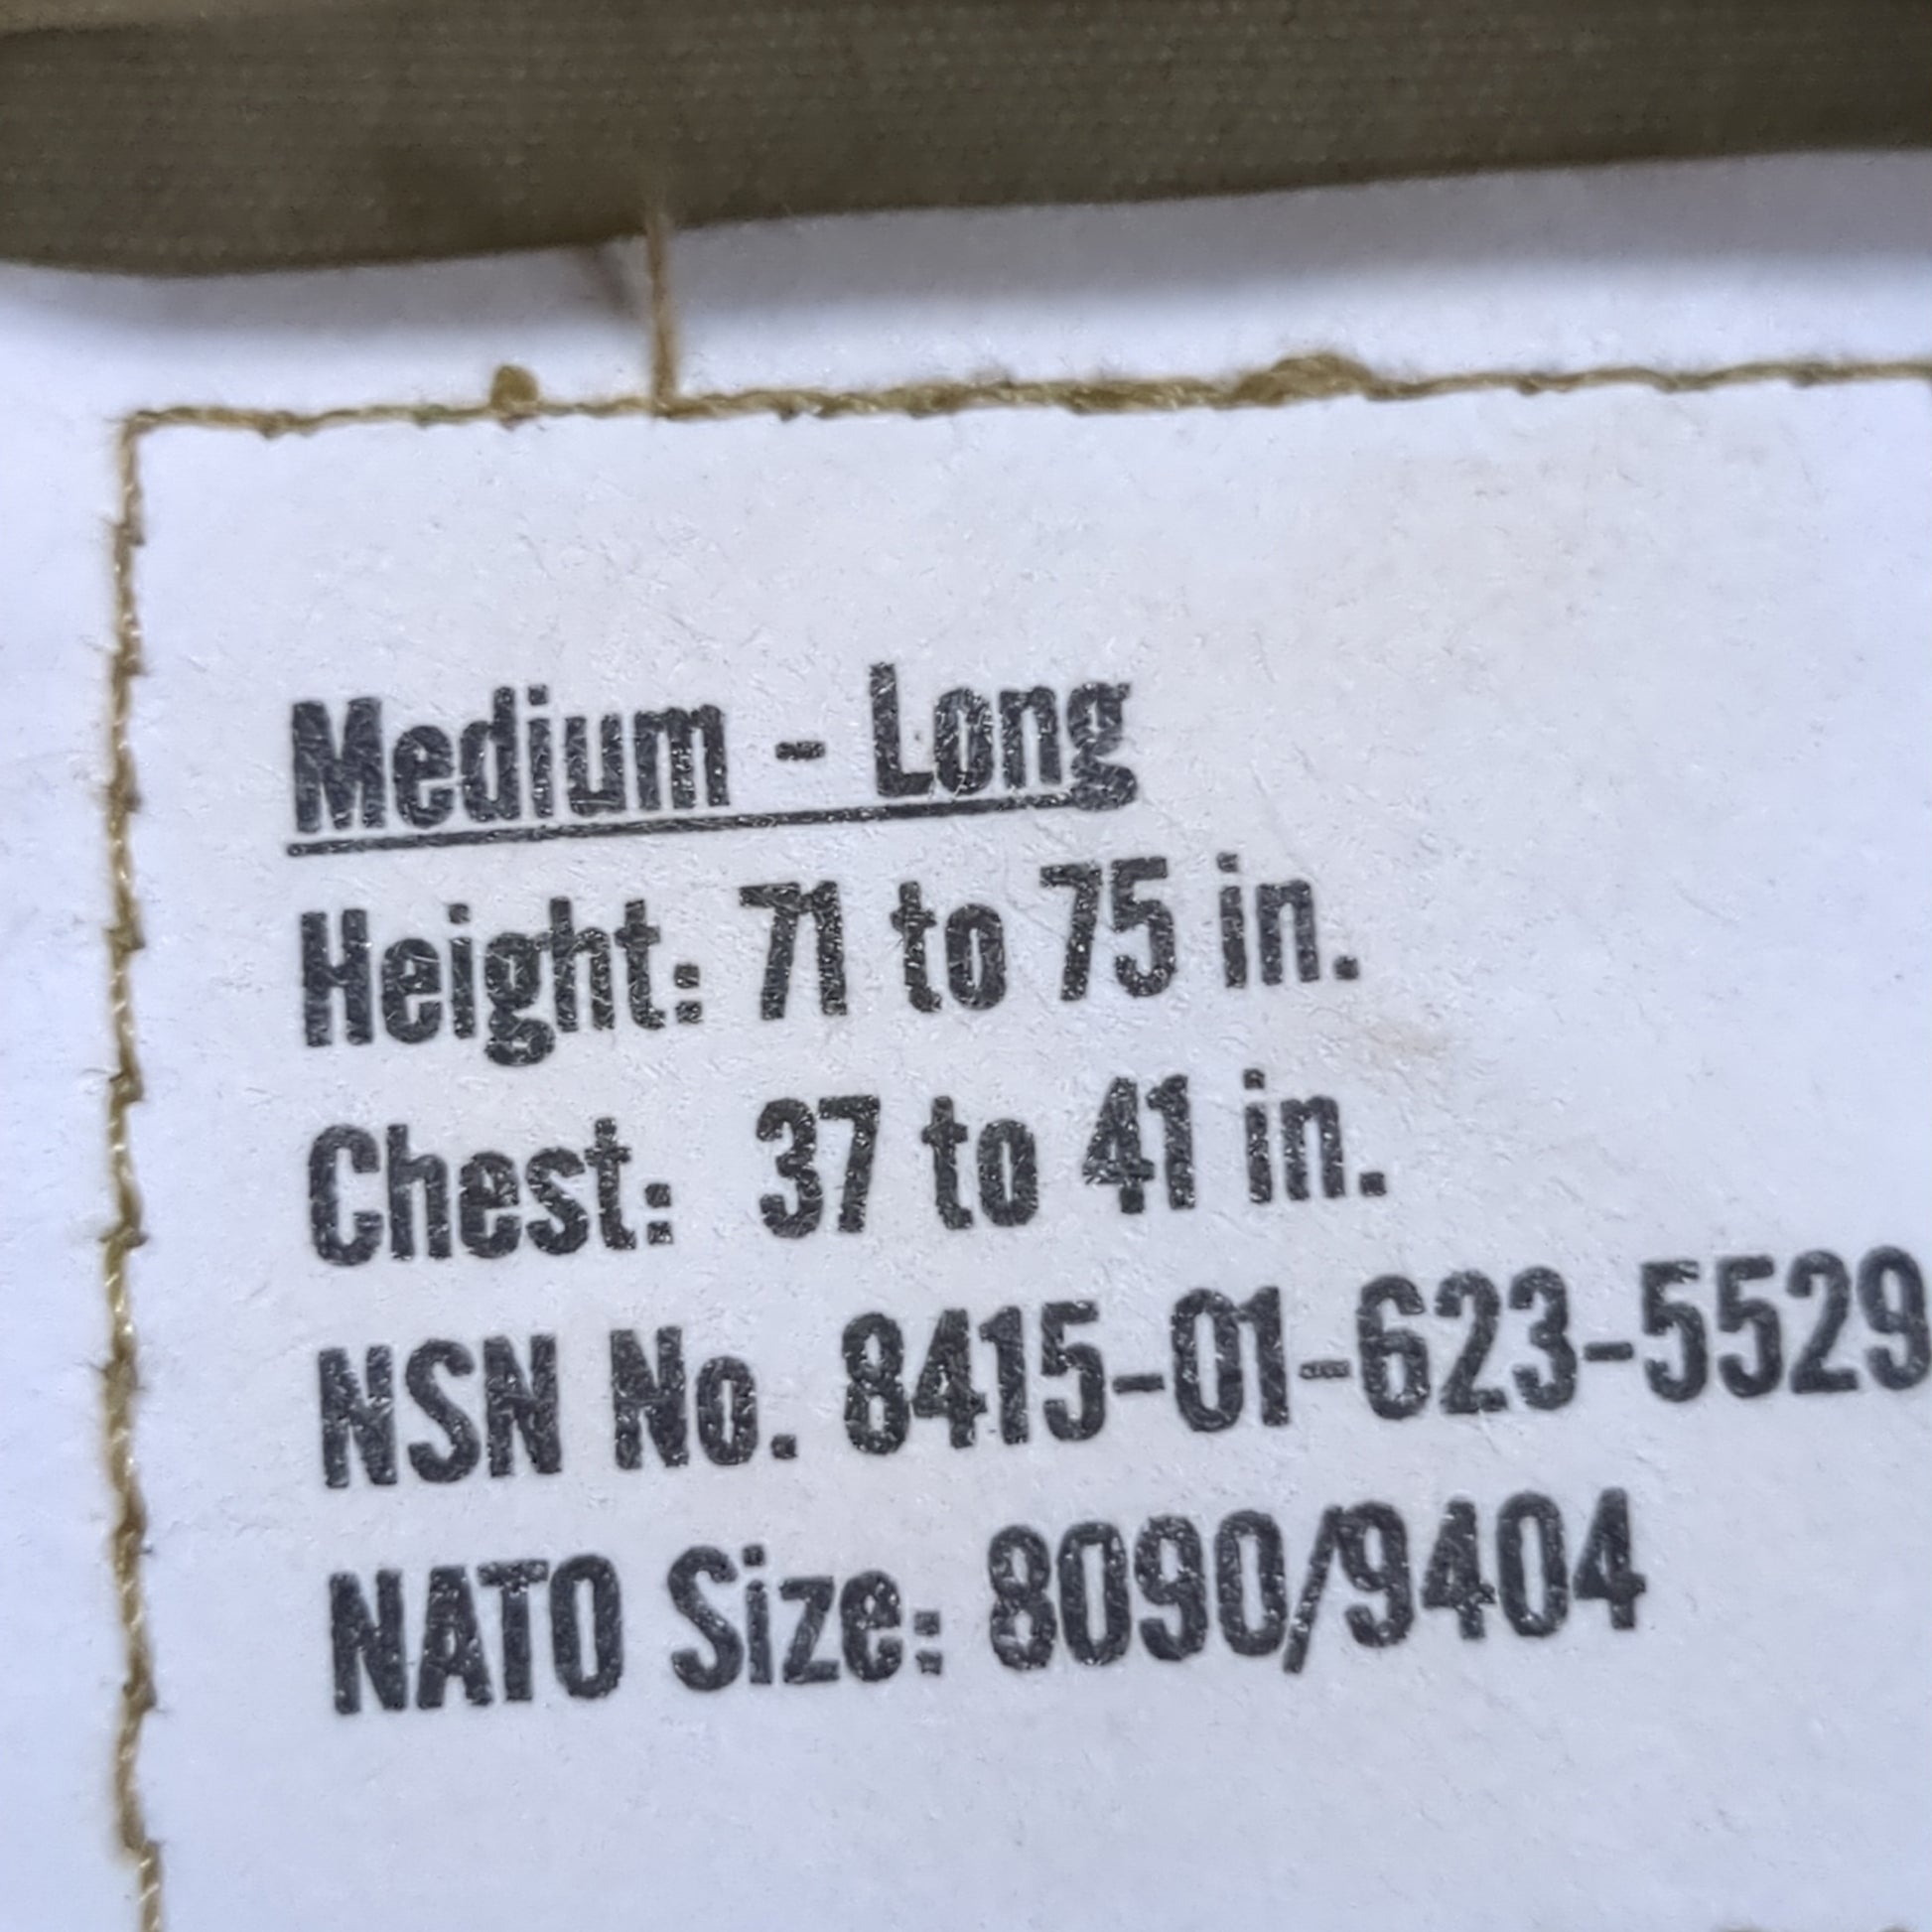 Medium - Long
Height: 71 to 75 in.
Chest: 37 to 41 in.
NSN No. 8415-01-623-5529
NATO Size: 8090/9404